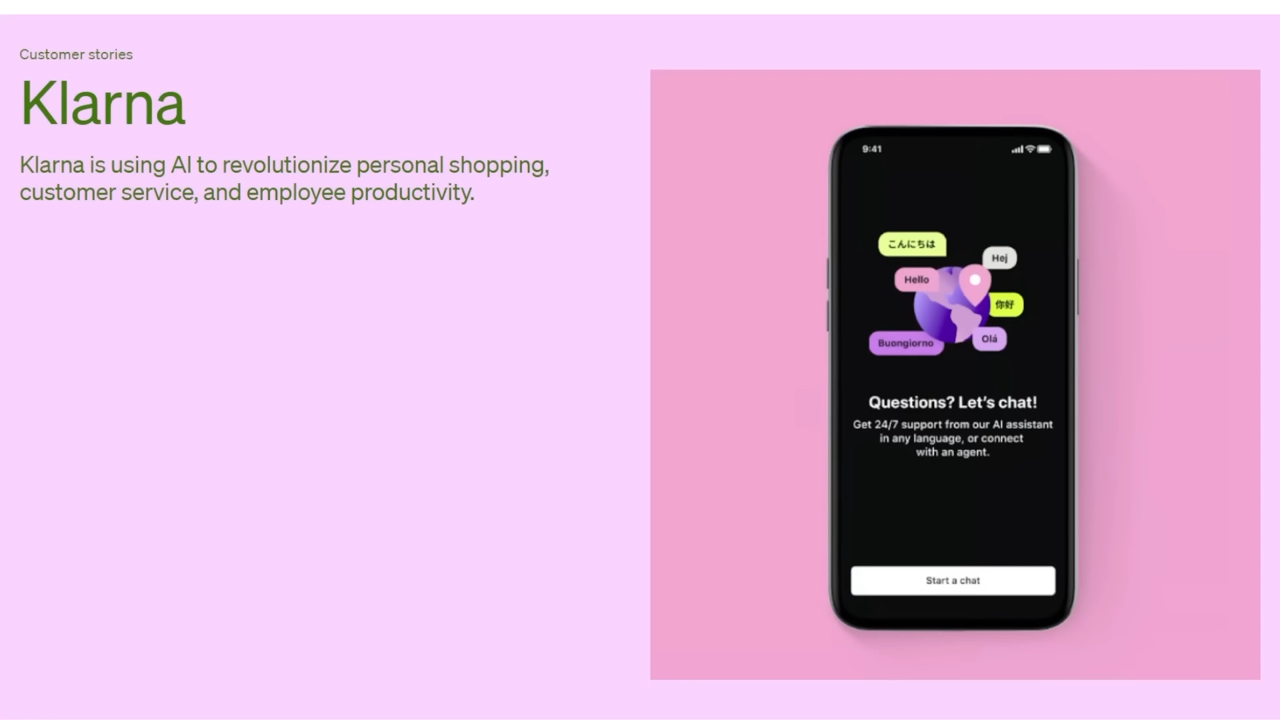 Customer stories
Klarna
Klarna is using AI to revolutionize personal shopping,
customer service, and employee productivity.
9:41
こんにちは
Hej
Hello
你好
Olá
Buongiorno
Questions? Let's chat!
Get 24/7 support from our AI assistant
in any language, or connect
with an agent.
Start a chat